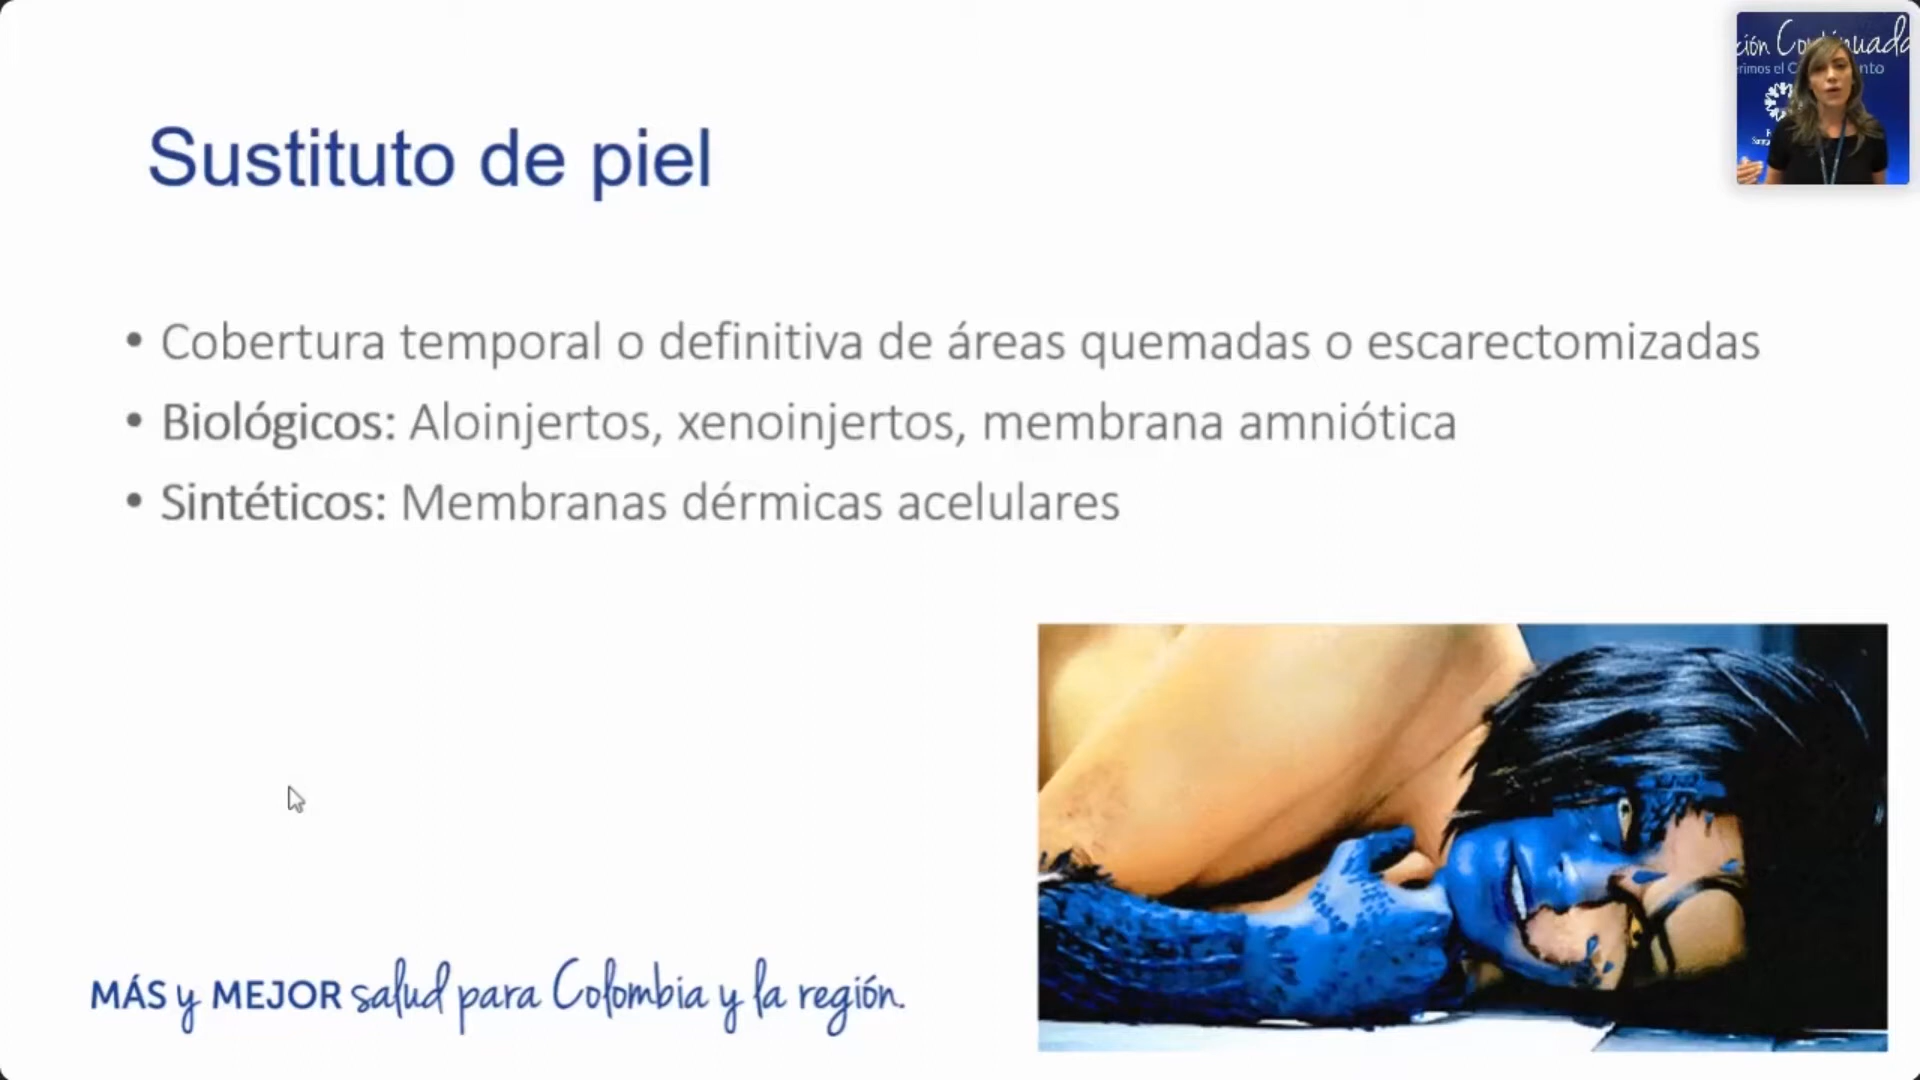 Sustituto de piel
• Cobertura temporal o definitiva de áreas quemadas o escarectomizadas
• Biológicos: Aloinjertos, xenoinjertos, membrana amniótica
• Sintéticos: Membranas dérmicas acelulares
MÁS y MEJOR salud para Colombia y la región.